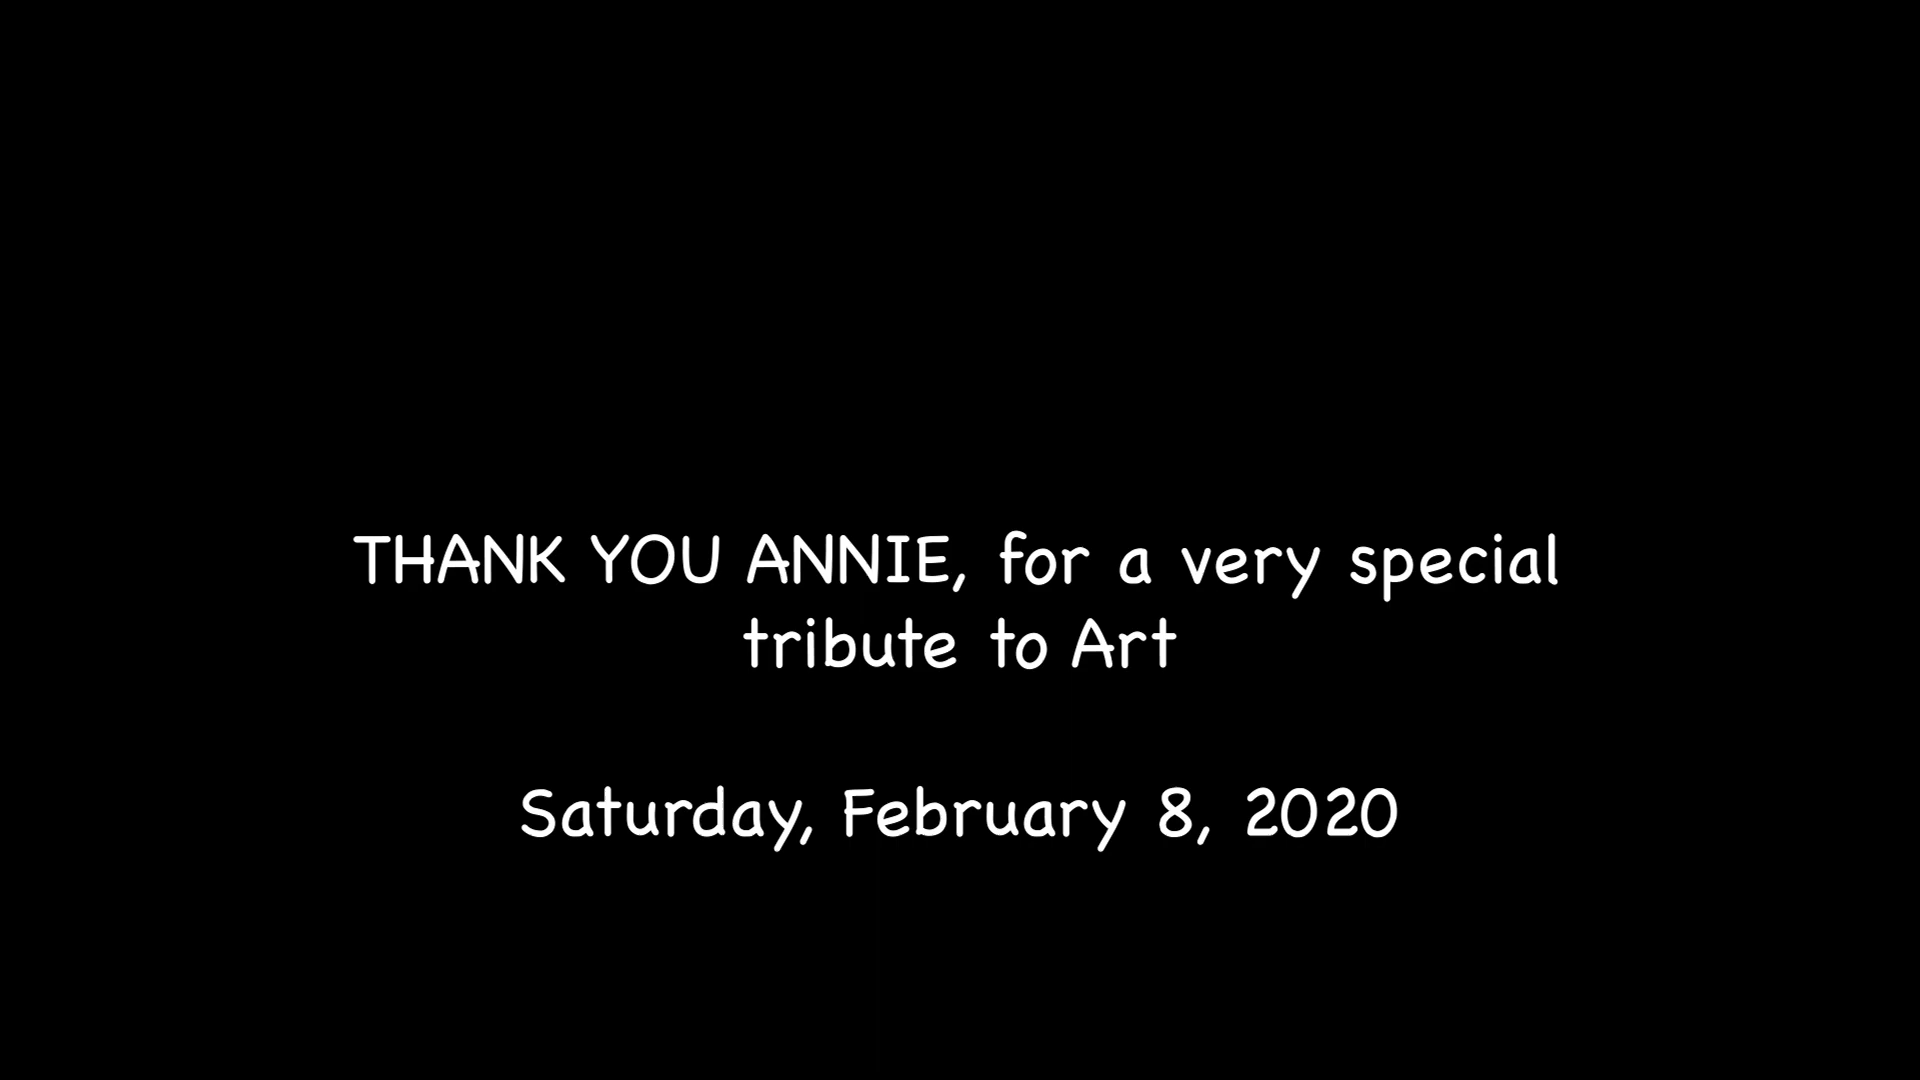 THANK YOU ANNIE, for a very special
tribute to Art
Saturday, February 8, 2020